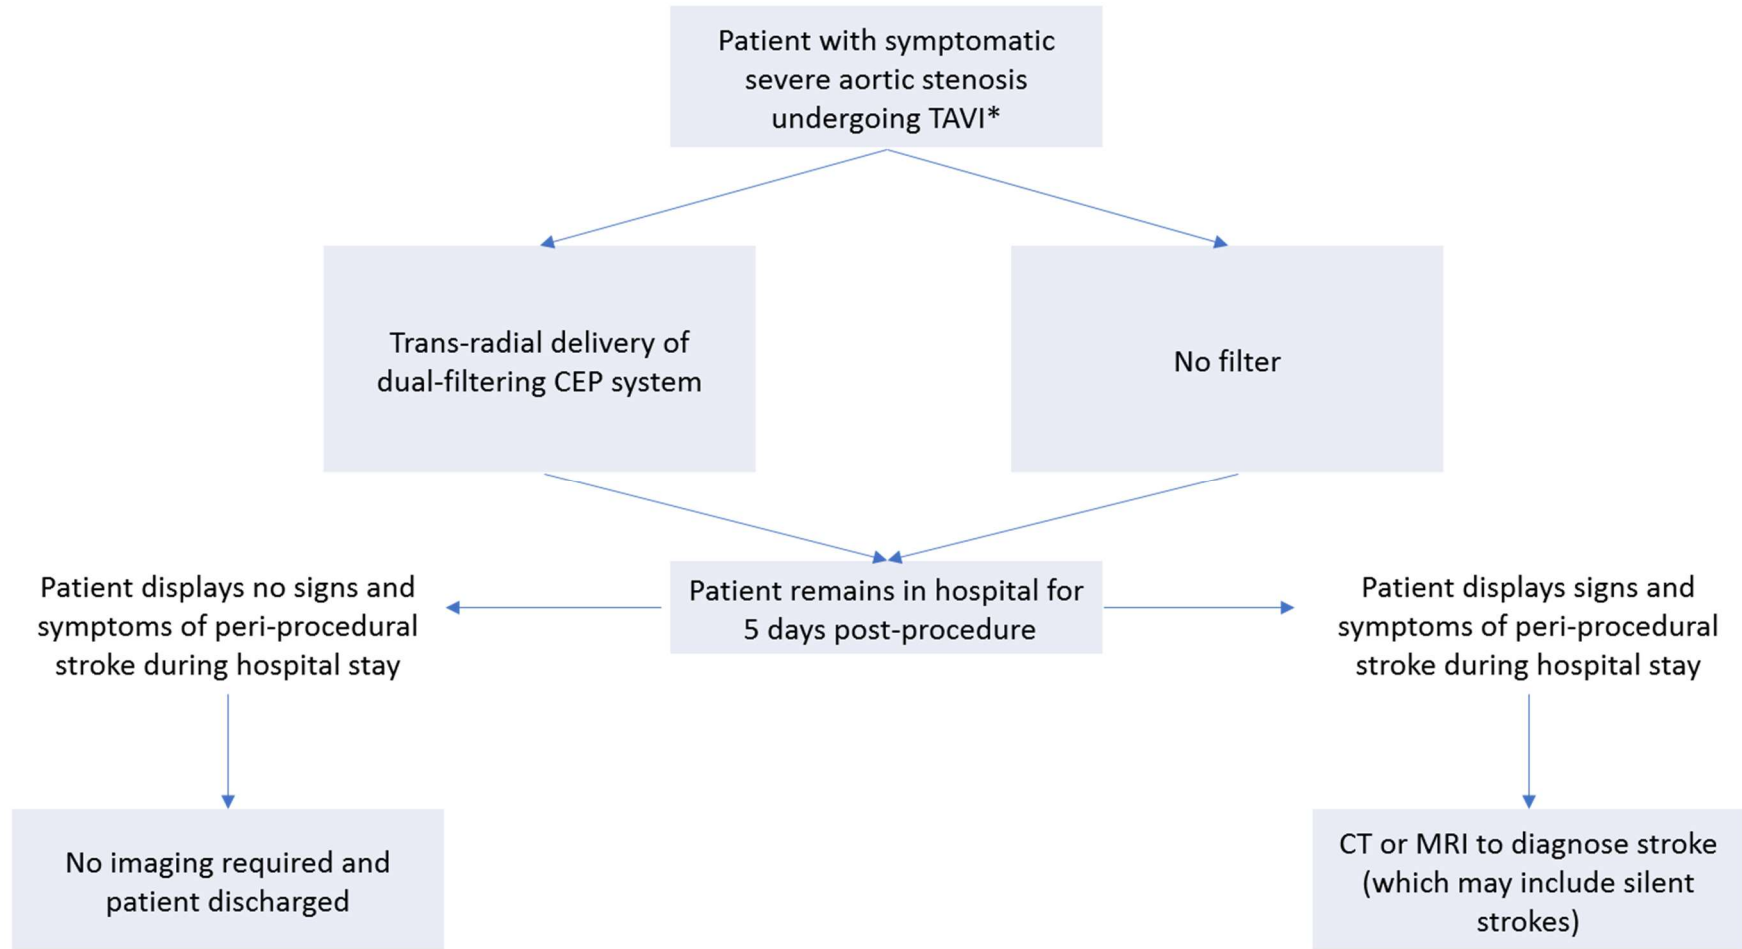 Patient with symptomatic
severe aortic stenosis
undergoing TAVI*
Trans-radial delivery of
dual-filtering CEP system
No filter
Patient displays no signs and
symptoms of peri-procedural
stroke during hospital stay
Patient remains in hospital for
5 days post-procedure
Patient displays signs and
symptoms of peri-procedural
stroke during hospital stay
No imaging required and
patient discharged
CT or MRI to diagnose stroke
(which may include silent
strokes)